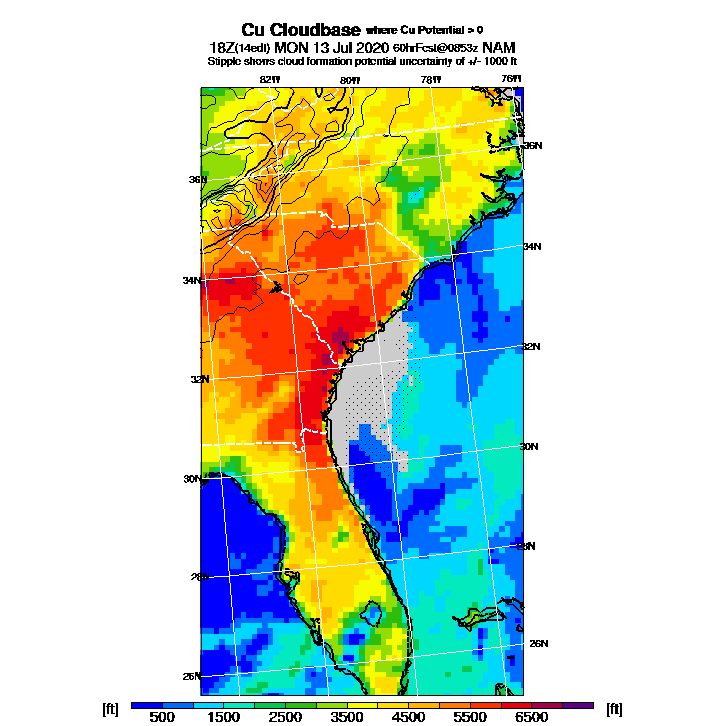 Cu Cloudbase where Cu Potential > 0
18Z(14edt) MON 13 Jul 2020 60hrFcst@0853z NAM
Stipple shows cloud formation potential uncertainty of +/- 1000 ft
82W 80W 78W 76W
36N
36N
34N
34N
32N
32N
30N
30N
28N
28N
26N
26N
[ft] [ft]
500 1500 2500 3500 4500 5500 6500